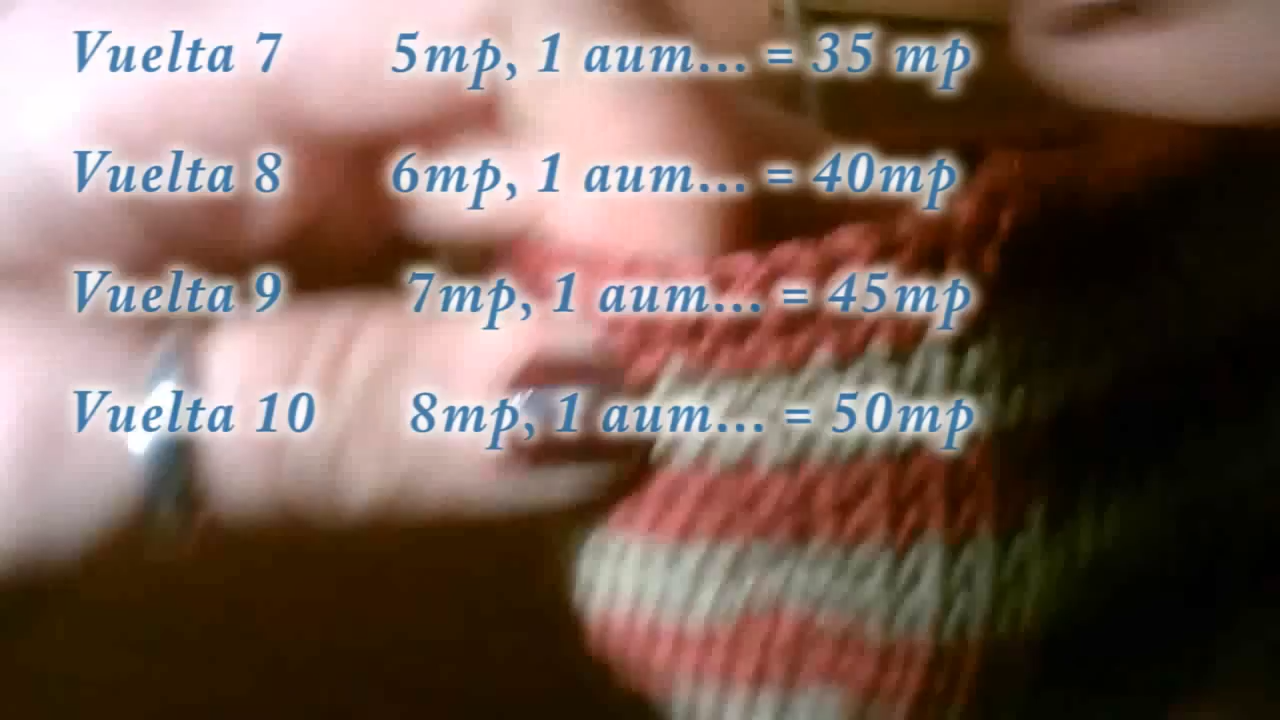 Vuelta 7 5mp, 1 aum... = 35 mp
Vuelta 8 6mp, 1 aum... = 40mp
Vuelta 9 7mp, 1 aum... = 45mp
Vuelta 10 8mp, 1 aum... = 50mp